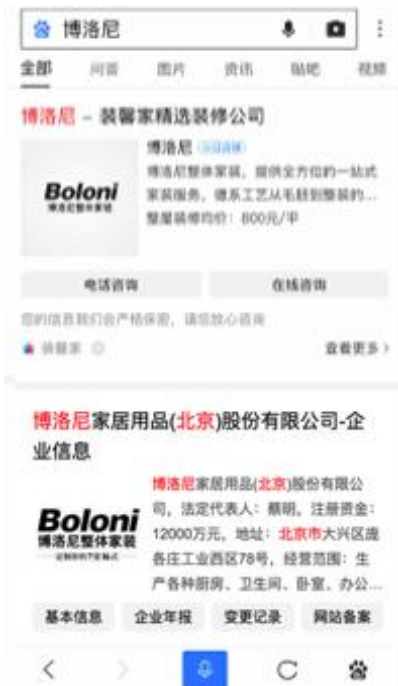 博洛尼
全部 问答 图片 资讯 贴吧 视频
博洛尼 - 装馨家精选装修公司
博洛尼
博洛尼整体家装，提供全方位的一站式
家装服务，德系工艺从毛胚到整装的...
整屋装修均价：800元/平
Boloni
博洛尼整体家装
电话咨询 在线咨询
您的信息我们会严格保密，请您放心咨询
装馨家 查看更多
博洛尼家居用品(北京)股份有限公司-企
业信息
博洛尼家居用品(北京)股份有限公
司，法定代表人：蔡明，注册资金：
12000万元，地址：北京市大兴区庞
各庄工业西区78号，经营范围：生
产各种厨房、卫生间、卧室、办公...
Boloni
博洛尼整体家装
基本信息 企业年报 变更记录 网站备案